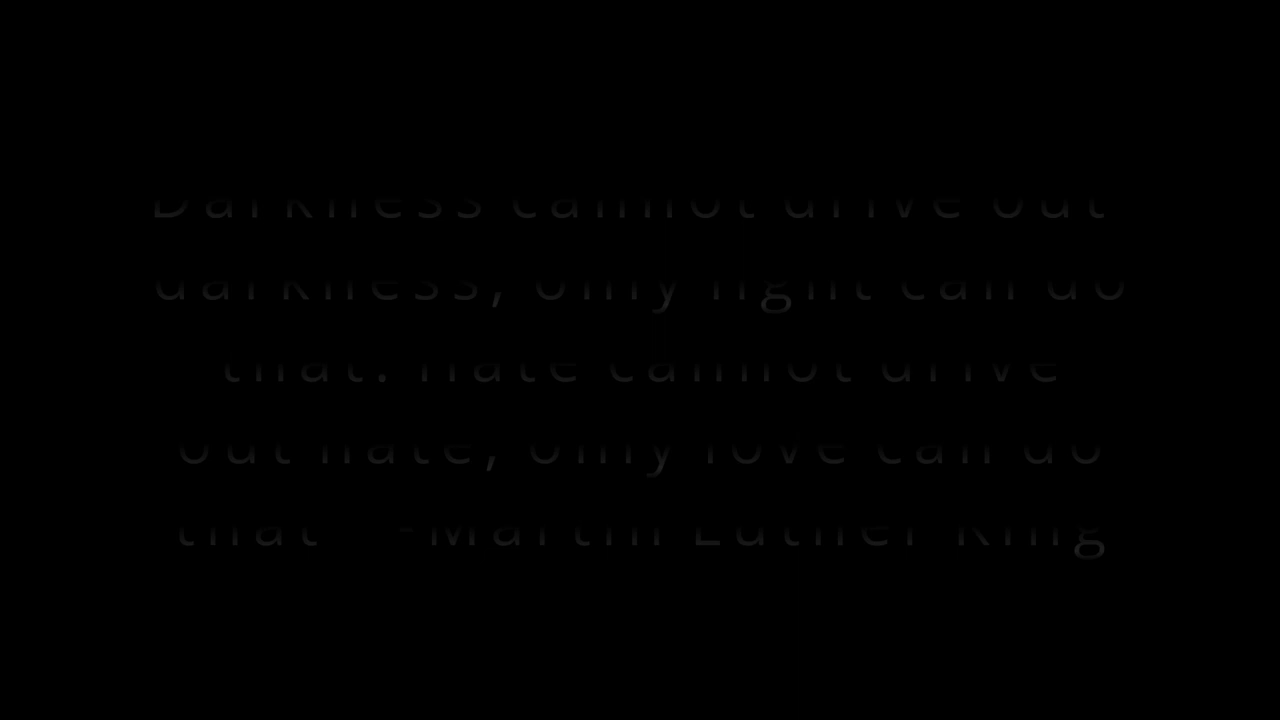 Darkness cannot drive out
darkness, only light can do
that. Hate cannot drive
out hate, only love can do
that -Martin Luther King